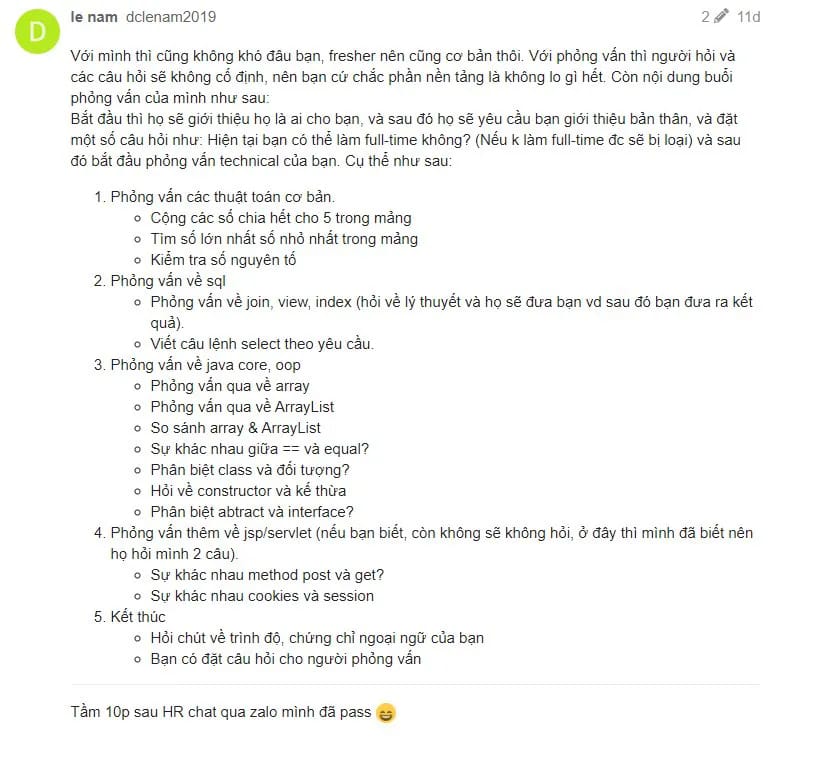 D
le nam dclenam2019
2 11d
Với mình thì cũng không khó đâu bạn, fresher nên cũng cơ bản thôi. Với phỏng vấn thì người hỏi và
các câu hỏi sẽ không cố định, nên bạn cứ chắc phần nền tảng là không lo gì hết. Còn nội dung buổi
phỏng vấn của mình như sau:
Bắt đầu thì họ sẽ giới thiệu họ là ai cho bạn, và sau đó họ sẽ yêu cầu bạn giới thiệu bản thân, và đặt
một số câu hỏi như: Hiện tại bạn có thể làm full-time không? (Nếu k làm full-time đc sẽ bị loại) và sau
đó bắt đầu phỏng vấn technical của bạn. Cụ thể như sau:
1. Phỏng vấn các thuật toán cơ bản.
◦ Cộng các số chia hết cho 5 trong mảng
◦ Tìm số lớn nhất số nhỏ nhất trong mảng
◦ Kiểm tra số nguyên tố
2. Phỏng vấn về sql
◦ Phỏng vấn về join, view, index (hỏi về lý thuyết và họ sẽ đưa bạn vd sau đó bạn đưa ra kết
quả).
◦ Viết câu lệnh select theo yêu cầu.
3. Phỏng vấn về java core, oop
◦ Phỏng vấn qua về array
◦ Phỏng vấn qua về ArrayList
◦ So sánh array & ArrayList
◦ Sự khác nhau giữa == và equal?
◦ Phân biệt class và đối tượng?
◦ Hỏi về constructor và kế thừa
◦ Phân biệt abtract và interface?
4. Phỏng vấn thêm về jsp/servlet (nếu bạn biết, còn không sẽ không hỏi, ở đây thì mình đã biết nên
họ hỏi mình 2 câu).
◦ Sự khác nhau method post và get?
◦ Sự khác nhau cookies và session
5. Kết thúc
◦ Hỏi chút về trình độ, chứng chỉ ngoại ngữ của bạn
◦ Bạn có đặt câu hỏi cho người phỏng vấn
Tầm 10p sau HR chat qua zalo mình đã pass 😄